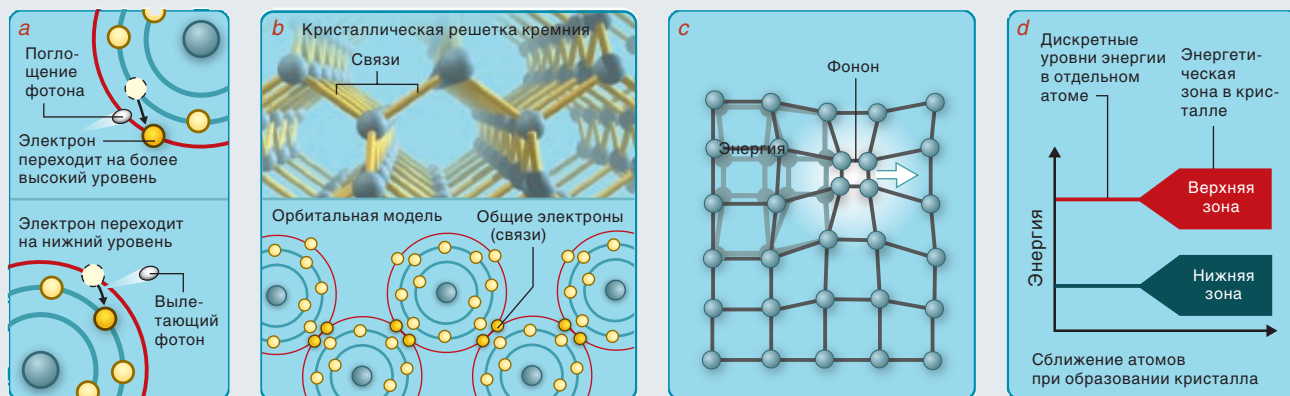 a
Погло-
щение
фотона
Электрон
переходит на более
высокий уровень
Электрон переходит
на нижний уровень
Выле-
тающий
фотон
b
Кристаллическая решетка кремния
Связи
Орбитальная модель
Общие электроны
(связи)
c
Фонон
Энергия
d
Дискретные
уровни энергии
в отдельном
атоме
Энергети-
ческая
зона в крис-
талле
Верхняя
зона
Нижняя
зона
Энергия
Сближение атомов
при образовании кристалла